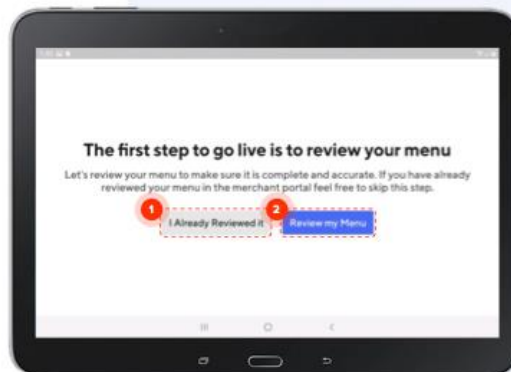 The first step to go live is to review your menu
Let's review your menu to make sure it is complete and accurate. If you have already
reviewed your menu in the merchant portal feel free to skip this step.
1
I Already Reviewed it
2
Review my Menu